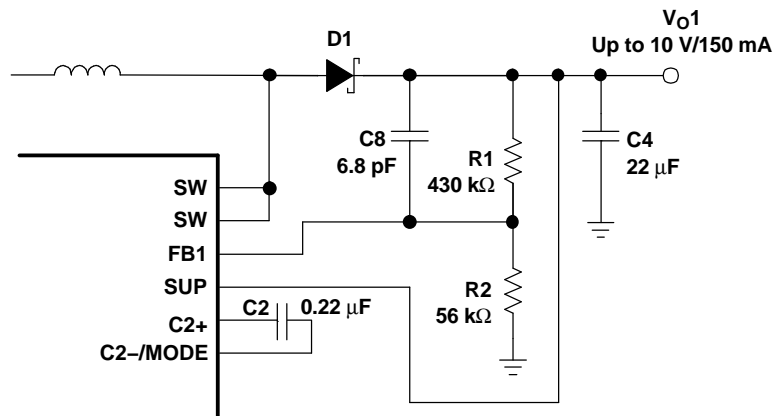 V_O1
Up to 10 V/150 mA
D1
C8
6.8 pF
R1
430 kΩ
C4
22 μF
SW
SW
FB1
SUP
C2+
C2–/MODE
C2
0.22 μF
R2
56 kΩ